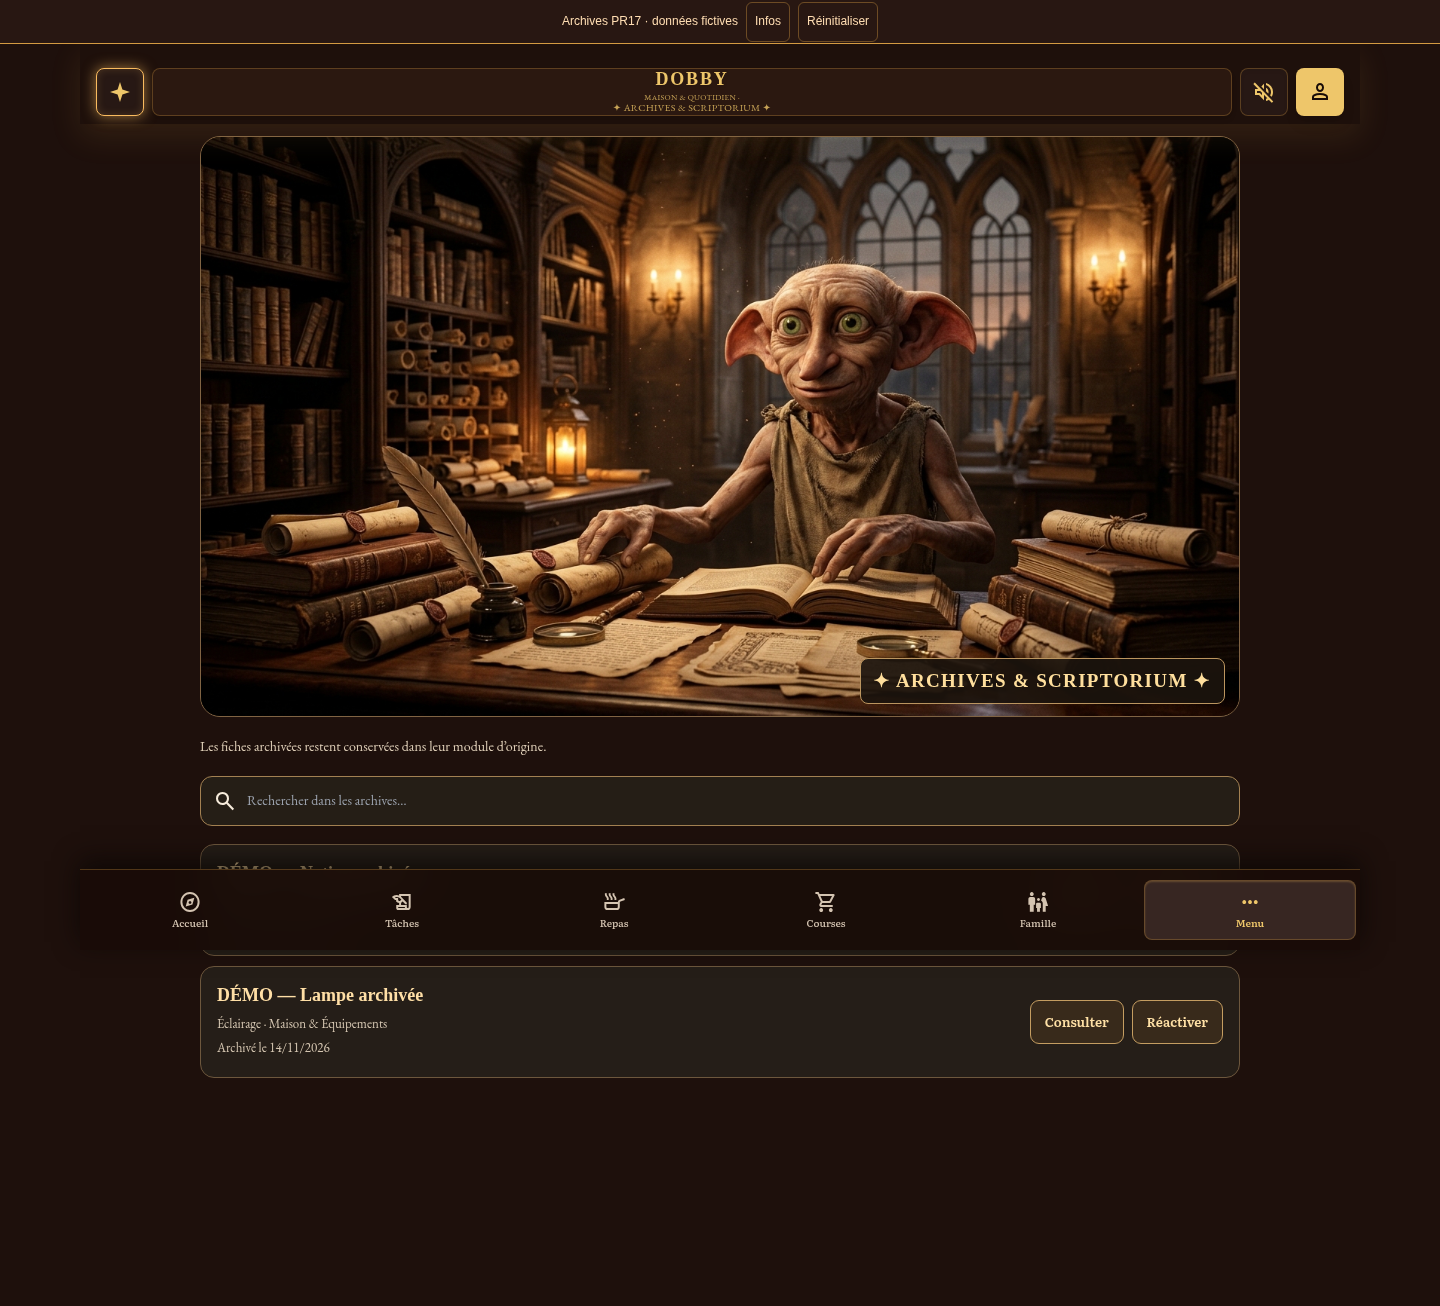 Archives PR17 · données fictives Infos Réinitialiser
DOBBY
MAISON & QUOTIDIEN ·
✦ ARCHIVES & SCRIPTORIUM ✦
✦ ARCHIVES & SCRIPTORIUM ✦
Les fiches archivées restent conservées dans leur module d’origine.
Rechercher dans les archives…
Accueil Tâches Repas Courses Famille Menu
DÉMO — Lampe archivée
Éclairage · Maison & Équipements
Archivé le 14/11/2026
Consulter Réactiver